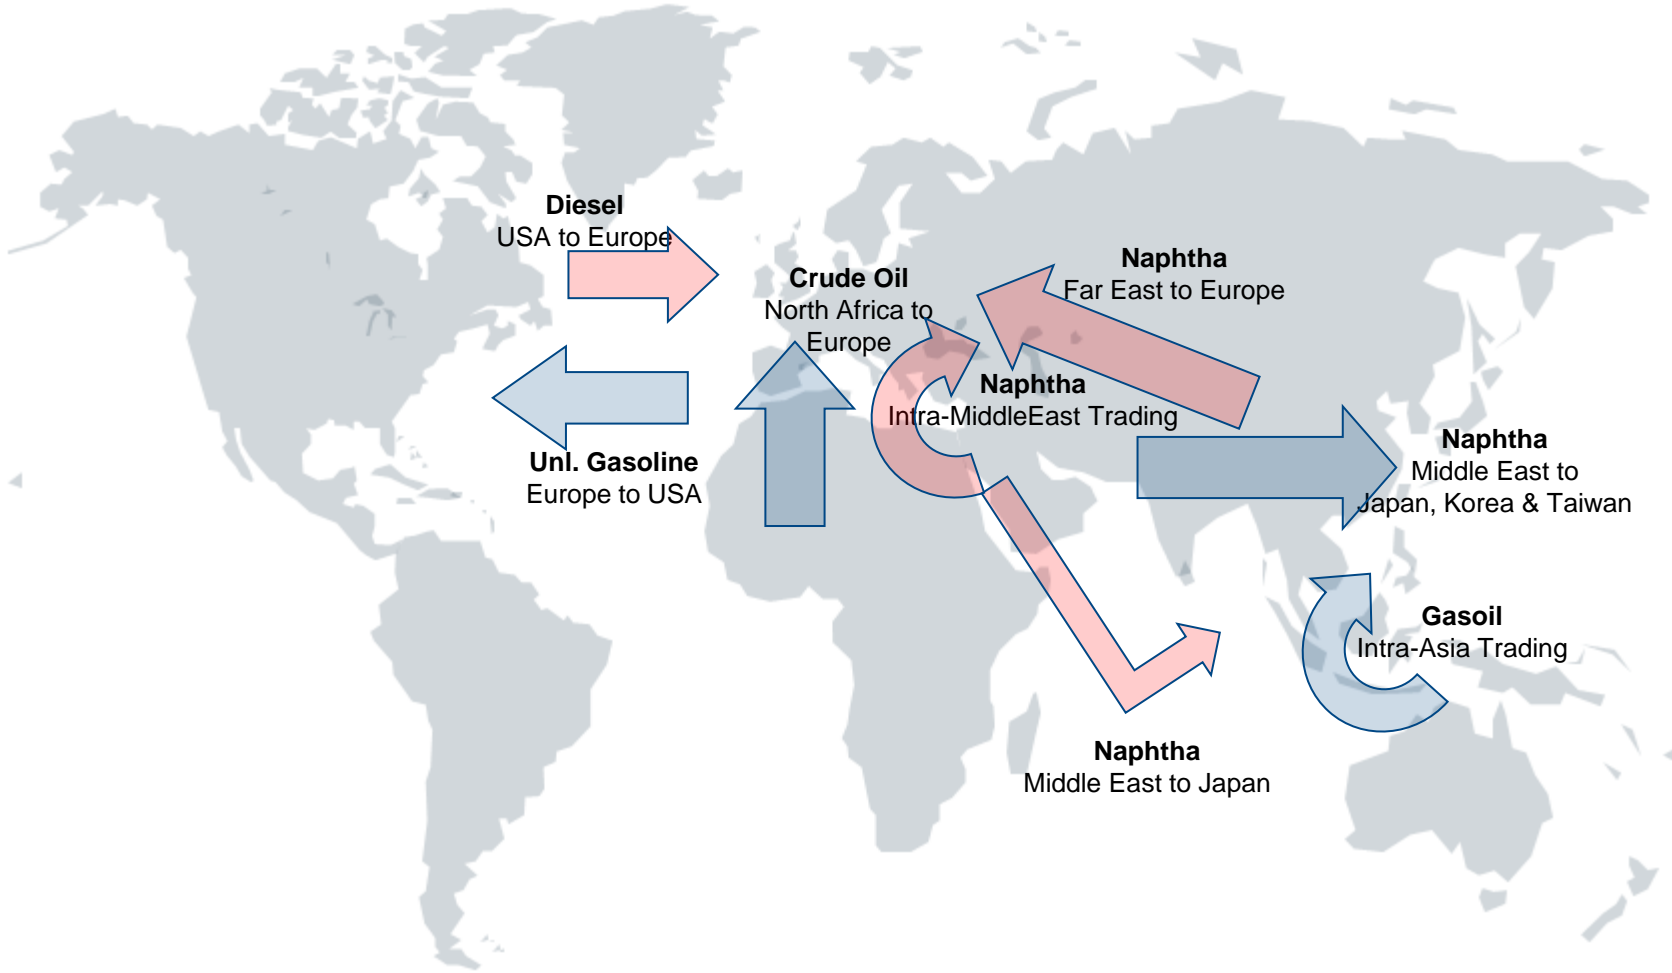 Diesel
USA to Europe
Crude Oil
North Africa to
Europe
Naphtha
Far East to Europe
Naphtha
Intra-MiddleEast Trading
Unl. Gasoline
Europe to USA
Naphtha
Middle East to
Japan, Korea & Taiwan
Gasoil
Intra-Asia Trading
Naphtha
Middle East to Japan